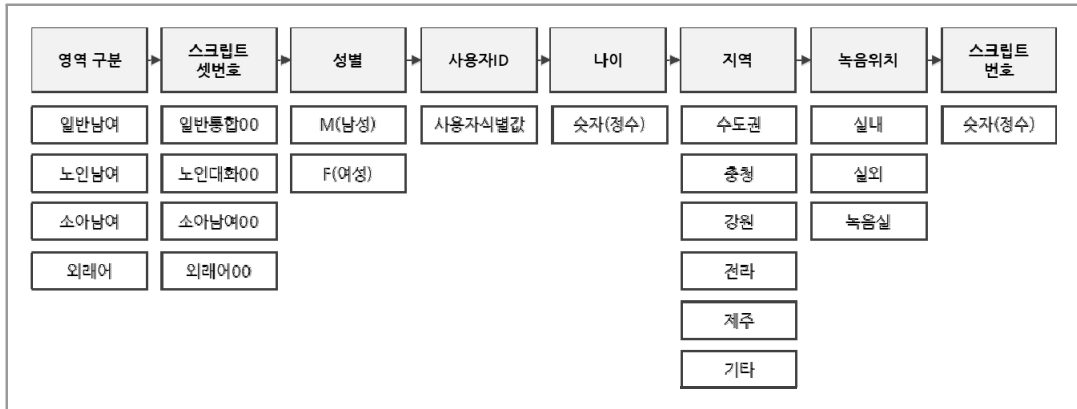 영역 구분
스크립트
셋번호
성별
사용자ID
나이
지역
녹음위치
스크립트
번호
일반남여
일반통합00
M(남성)
사용자식별값
숫자(정수)
수도권
실내
숫자(정수)
노인남여
노인대화00
F(여성)
충청
실외
소아남여
소아남여00
강원
녹음실
외래어
외래어00
전라
제주
기타